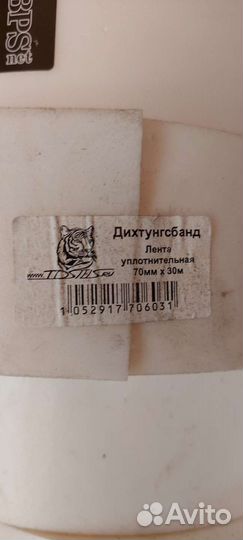 BPS
net
Дихтунгсбанд
Лента
уплотнительная
70мм х 30м
1 052917 706031
Avito